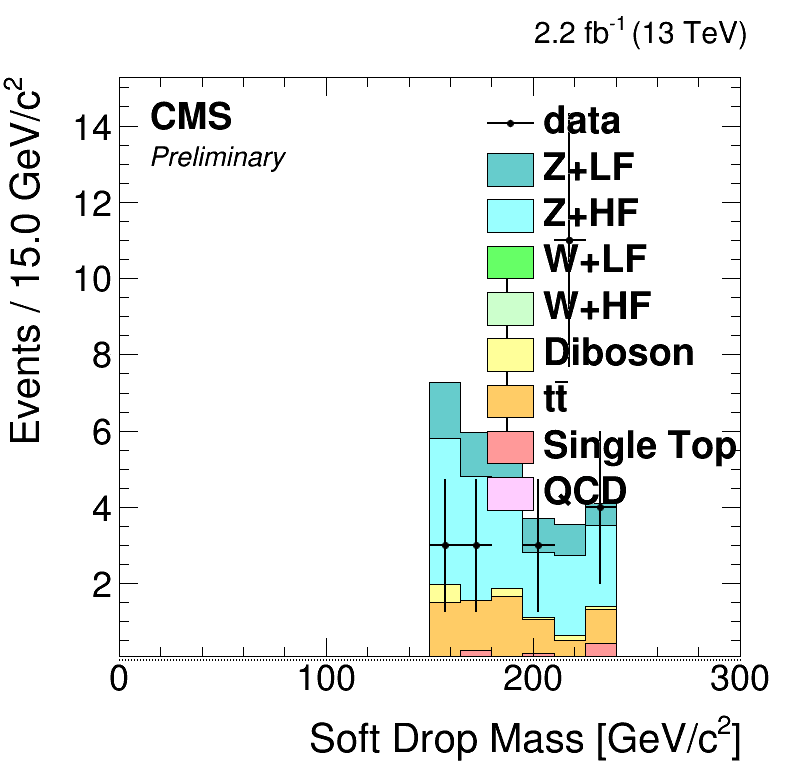 2.2 fb⁻¹ (13 TeV)
CMS
Preliminary
data
Z+LF
Z+HF
W+LF
W+HF
Diboson
tt̄
Single Top
QCD
Events / 15.0 GeV/c²
14
12
10
8
6
4
2
0 100 200 300
Soft Drop Mass [GeV/c²]